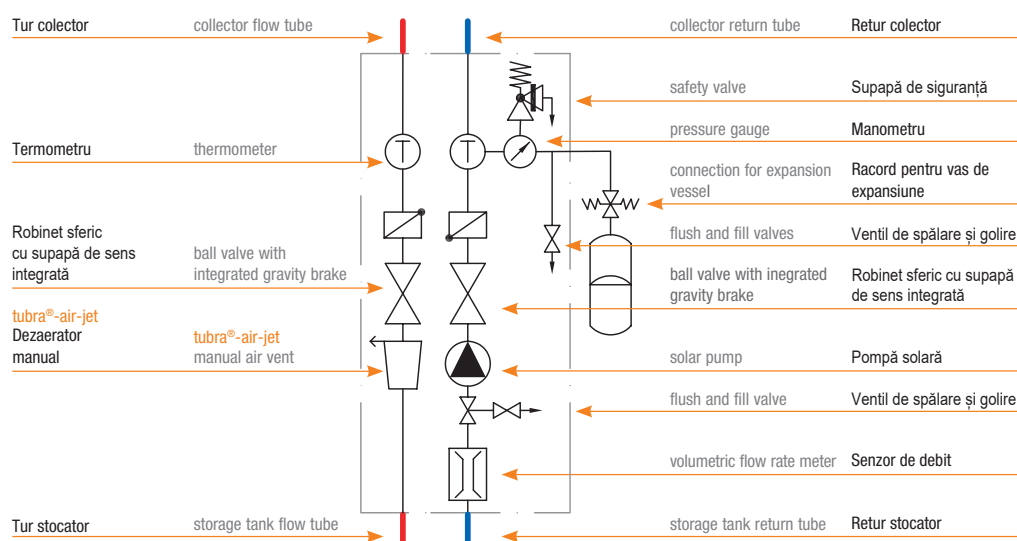 Tur colector
collector flow tube
collector return tube
Retur colector
safety valve
Supapă de siguranță
pressure gauge
Manometru
Termometru
thermometer
T
T
connection for expansion
vessel
Racord pentru vas de
expansiune
flush and fill valves
Ventil de spălare și golire
Robinet sferic
cu supapă de sens
integrată
ball valve with
integrated gravity brake
ball valve with inegrated
gravity brake
Robinet sferic cu supapă
de sens integrată
tubra®-air-jet
Dezaerator
manual
tubra®-air-jet
manual air vent
solar pump
Pompă solară
flush and fill valve
Ventil de spălare și golire
volumetric flow rate meter
Senzor de debit
Tur stocator
storage tank flow tube
storage tank return tube
Retur stocator